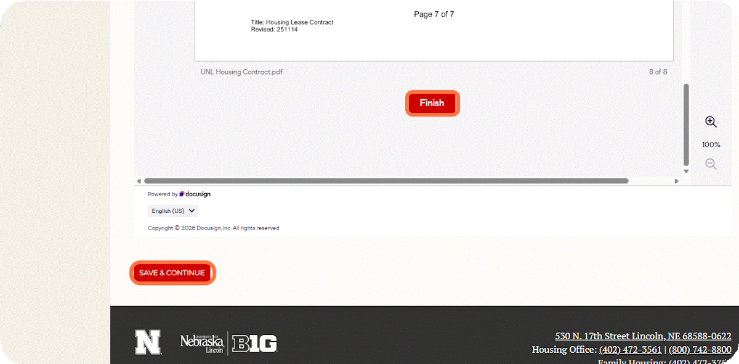 Page 7 of 7
Title: Housing Lease Contract
Revised: 251114
UNL Housing Contract.pdf
8 of 8
Finish
100%
Powered by docusign
English (US)
Copyright © 2026 Docusign, Inc. All rights reserved
SAVE & CONTINUE
N
Nebraska
Lincoln
B1G
530 N. 17th Street Lincoln, NE 68588-0622
Housing Office: (402) 472-3561 | (800) 742-8800
Family Housing: (402)